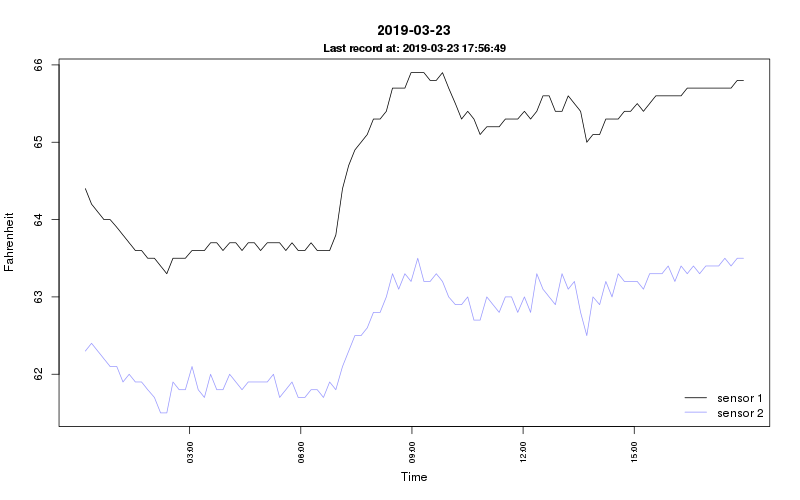 2019-03-23
Last record at: 2019-03-23 17:56:49
Fahrenheit
66
65
64
63
62
sensor 1
sensor 2
03:00
06:00
09:00
12:00
15:00
Time